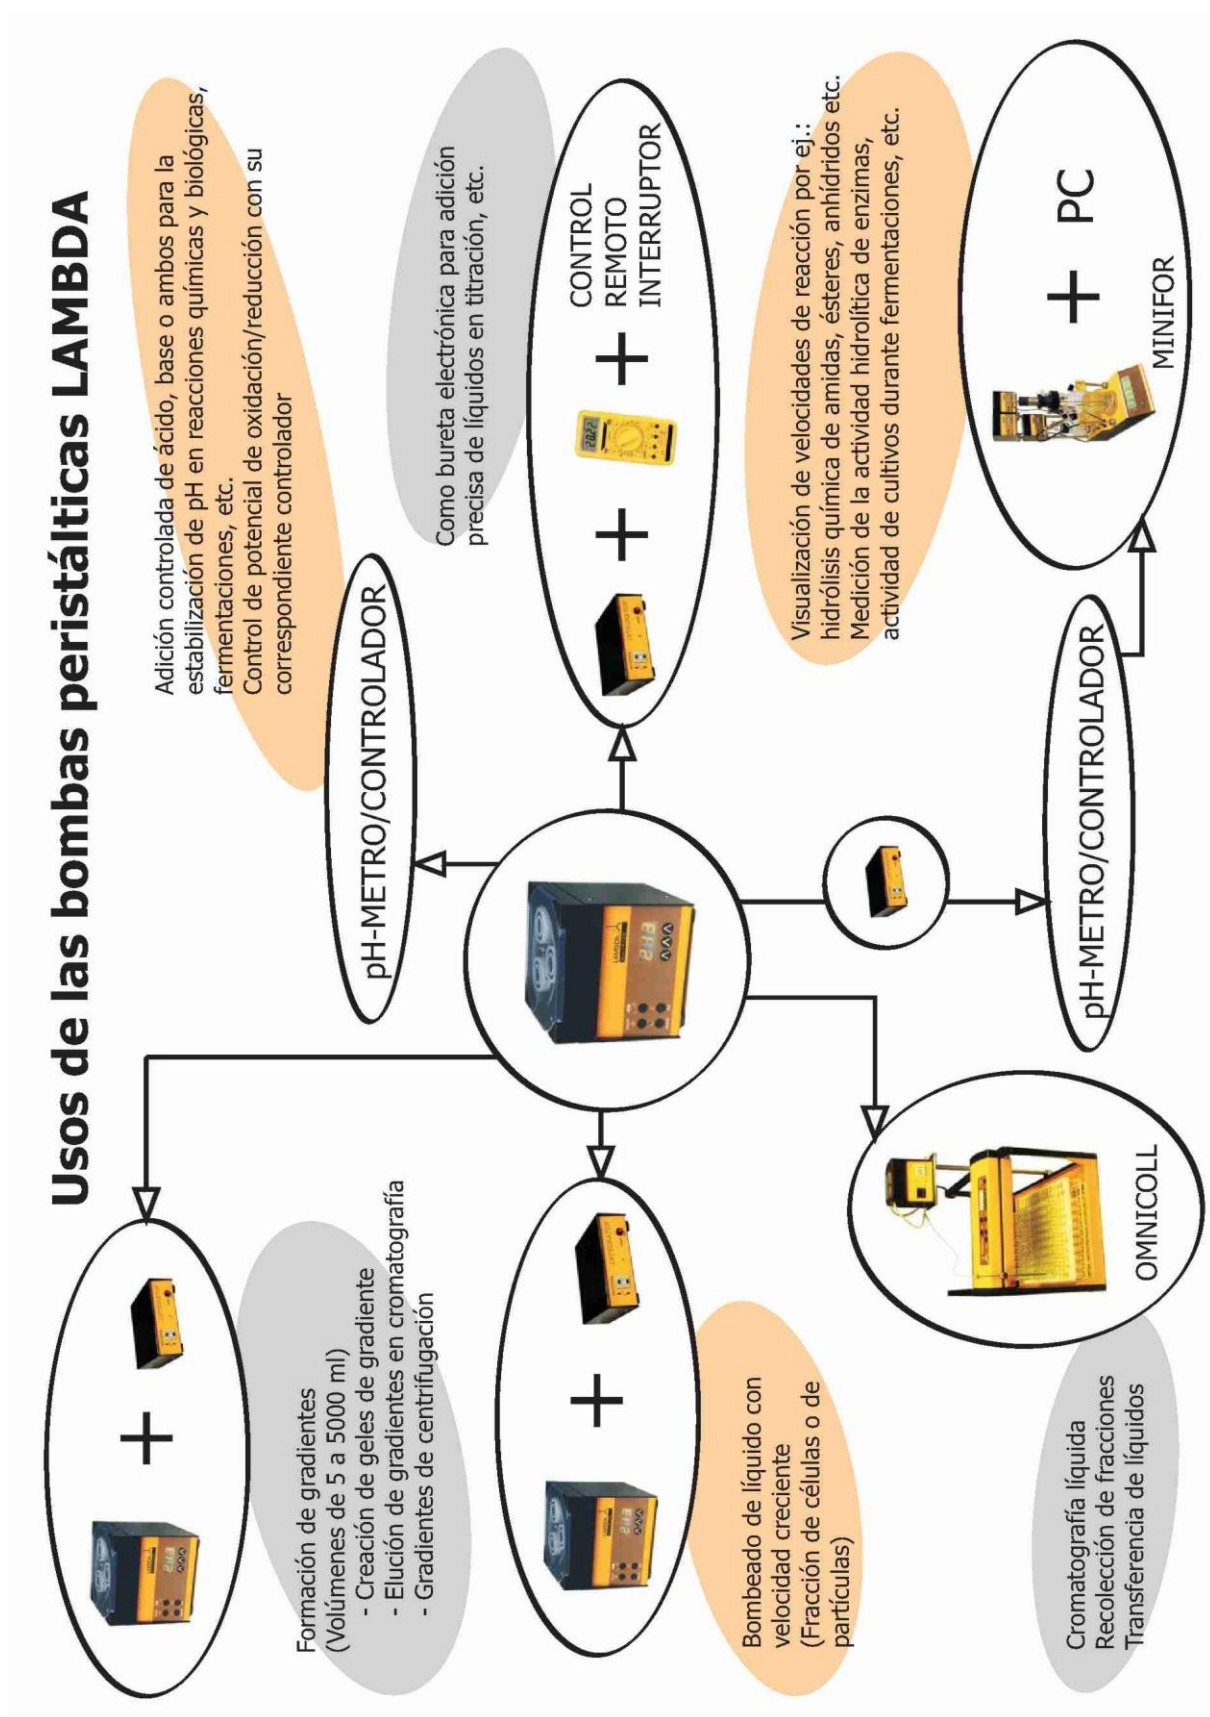 Usos de las bombas peristálticas LAMBDA
Formación de gradientes
(Volúmenes de 5 a 5000 ml)
- Creación de geles de gradiente
- Elución de gradientes en cromatografía
- Gradientes de centrifugación
pH-METRO/CONTROLADOR
Adición controlada de ácido, base o ambos para la
estabilización de pH en reacciones químicas y biológicas,
fermentaciones, etc.
Control de potencial de oxidación/reducción con su
correspondiente controlador
Como bureta electrónica para adición
precisa de líquidos en titración, etc.
CONTROL
REMOTO
INTERRUPTOR
Bombeado de líquido con
velocidad creciente
(Fracción de células o de
partículas)
Visualización de velocidades de reacción por ej.:
hidrólisis química de amidas, ésteres, anhídridos etc.
Medición de la actividad hidrolítica de enzimas,
actividad de cultivos durante fermentaciones, etc.
Cromatografía líquida
Recolección de fracciones
Transferencia de líquidos
OMNICOLL
pH-METRO/CONTROLADOR
PC
MINIFOR